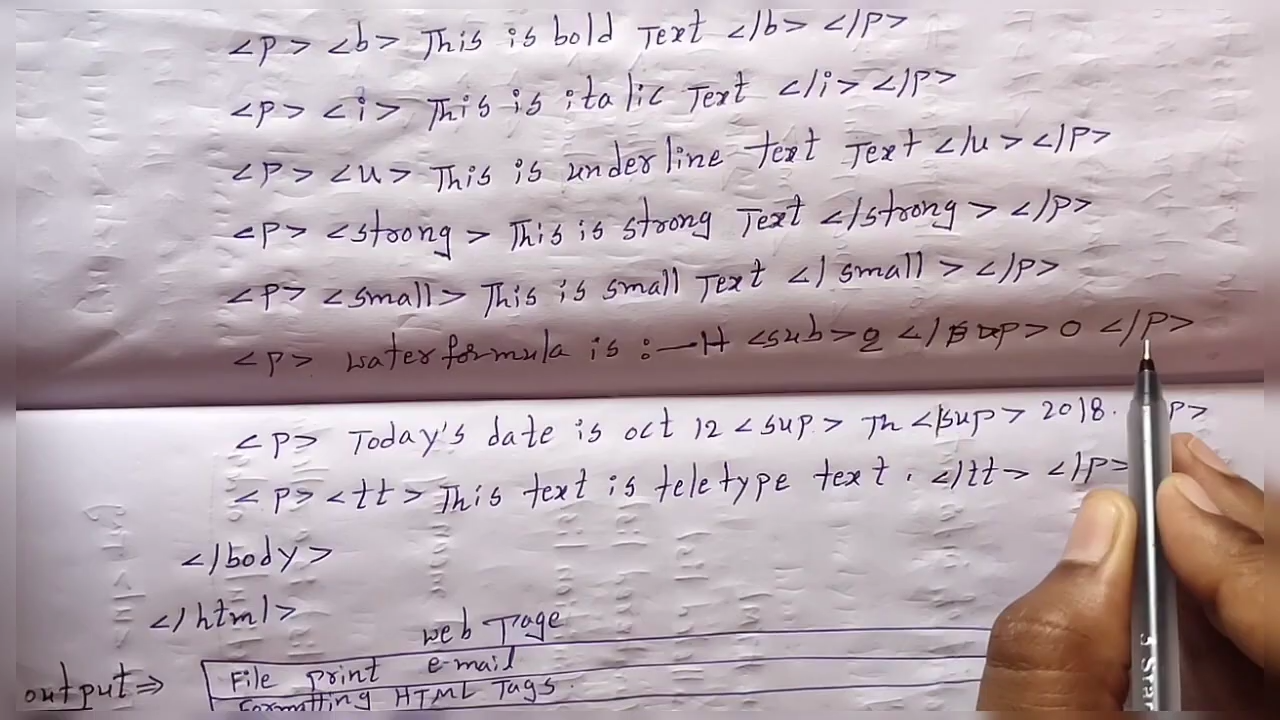 <p> <b> This is bold Text </b> </p>
<p> <i> This is italic Text </i> </p>
<p> <u> This is underline text Text </u> </p>
<p> <strong> This is strong Text </strong> </p>
<p> <small> This is small Text </small> </p>
<p> water formula is :— H <sub> 2 </sup> O </p>
<p> Today's date is oct 12 <sup> Th </sup> 2018. p>
<p> <tt> This text is teletype text. </tt> </p>
</body>
</html>
web Page
output ⇒ File print e-mail
Formatting HTML Tags.